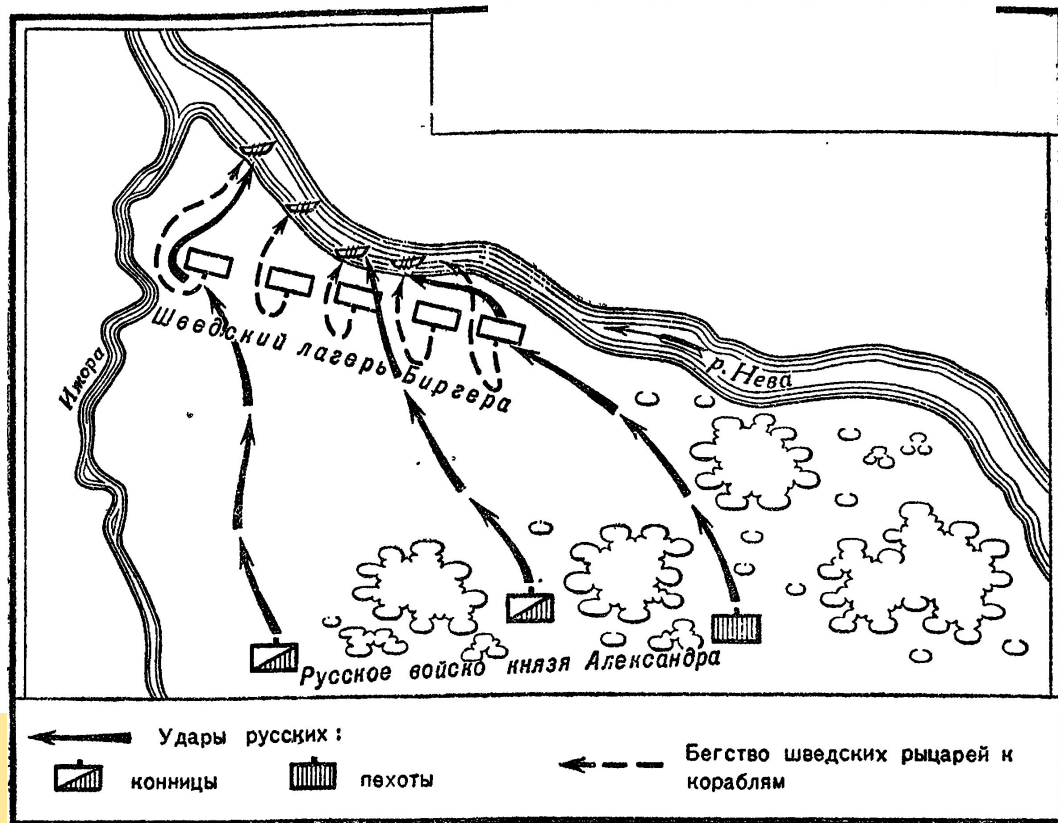 Шведский лагерь Биргера
Ижора
р. Нева
Русское войско князя Александра
Удары русских:
конницы
пехоты
Бегство шведских рыцарей к
кораблям